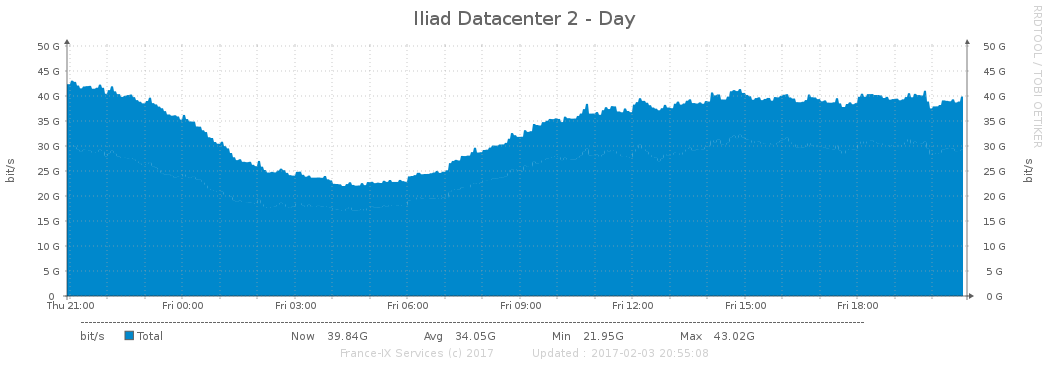 Iliad Datacenter 2 - Day
RRDTOOL / TOBI OETIKER
bit/s
50 G
45 G
40 G
35 G
30 G
25 G
20 G
15 G
10 G
5 G
0
50 G
45 G
40 G
35 G
30 G
25 G
20 G
15 G
10 G
5 G
0 G
bit/s
Thu 21:00 Fri 00:00 Fri 03:00 Fri 06:00 Fri 09:00 Fri 12:00 Fri 15:00 Fri 18:00
bit/s Total Now 39.84G Avg 34.05G Min 21.95G Max 43.02G
France-IX Services (c) 2017 Updated : 2017-02-03 20:55:08